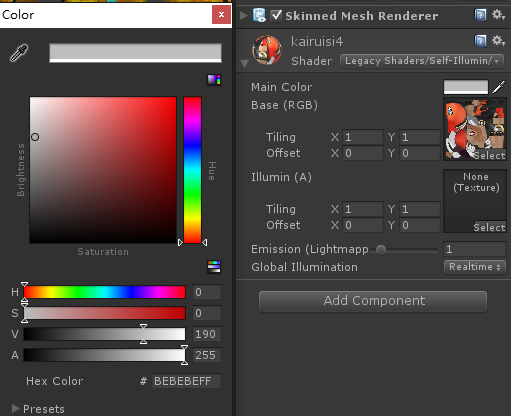 Color
x
Brightness
Hue
Saturation
H 0
S 0
V 190
A 255
Hex Color # BEBEBEFF
Presets
Skinned Mesh Renderer
kairuisi4
Shader Legacy Shaders/Self-Illumin/
Main Color
Base (RGB)
Tiling X 1 Y 1
Offset X 0 Y 0
Select
Illumin (A)
None
(Texture)
Tiling X 1 Y 1
Offset X 0 Y 0
Select
Emission (Lightmapp 1
Global Illumination Realtime
Add Component